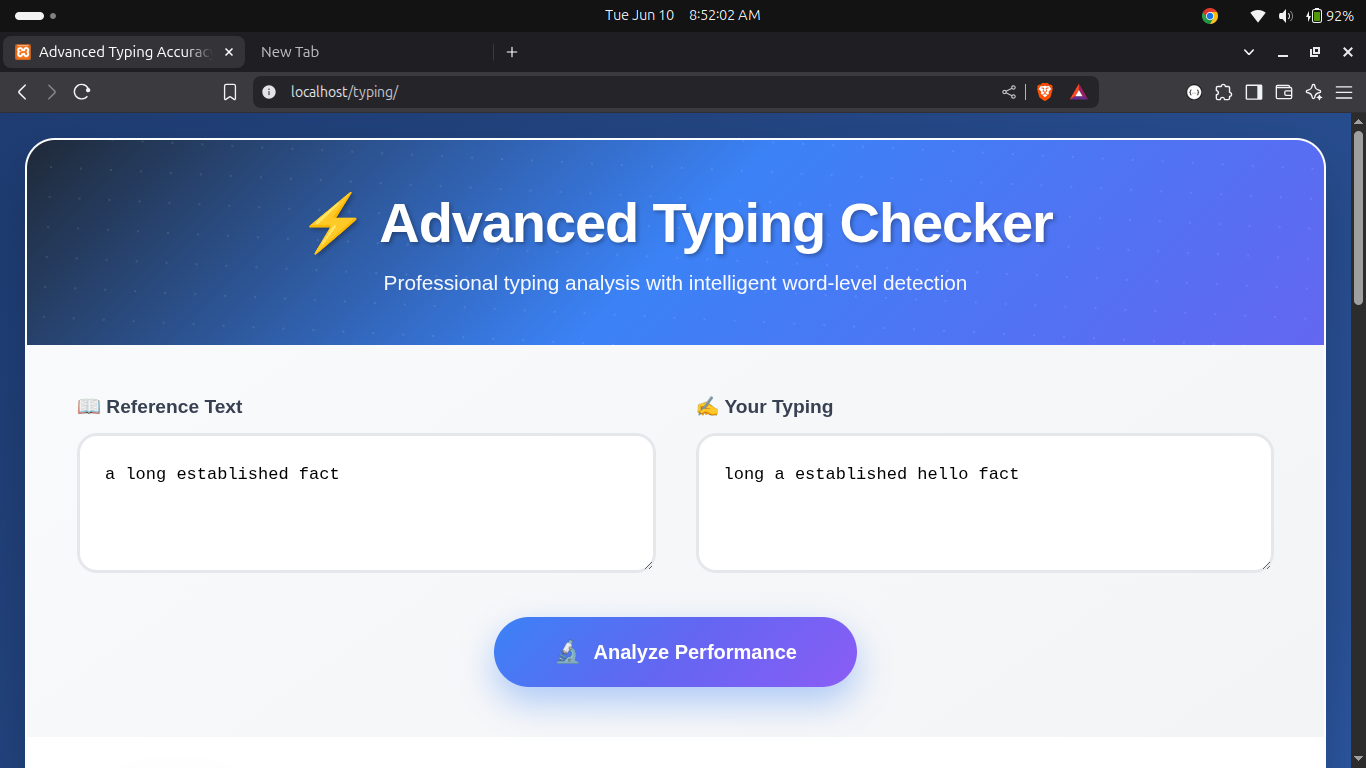 Tue Jun 10 8:52:02 AM
92%
Advanced Typing Accurac
New Tab
localhost/typing/
⚡ Advanced Typing Checker
Professional typing analysis with intelligent word-level detection
📖 Reference Text
✍️ Your Typing
a long established fact
long a established hello fact
🔬 Analyze Performance